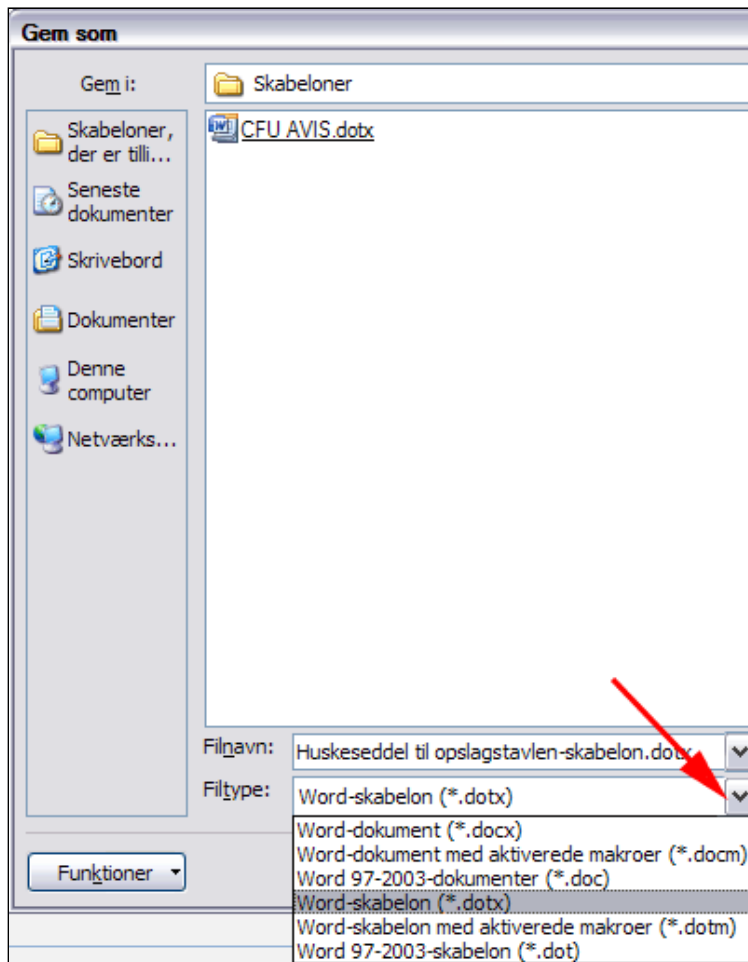 Gem som
Gem i:
Skabeloner
Skabeloner,
der er tilli...
Seneste
dokumenter
Skrivebord
Dokumenter
Denne
computer
Netværks...
CFU AVIS.dotx
Filnavn:
Huskeseddel til opslagstavlen-skabelon.dotx
Filtype:
Word-skabelon (*.dotx)
Word-dokument (*.docx)
Word-dokument med aktiverede makroer (*.docm)
Word 97-2003-dokumenter (*.doc)
Word-skabelon (*.dotx)
Word-skabelon med aktiverede makroer (*.dotm)
Word 97-2003-skabelon (*.dot)
Funktioner